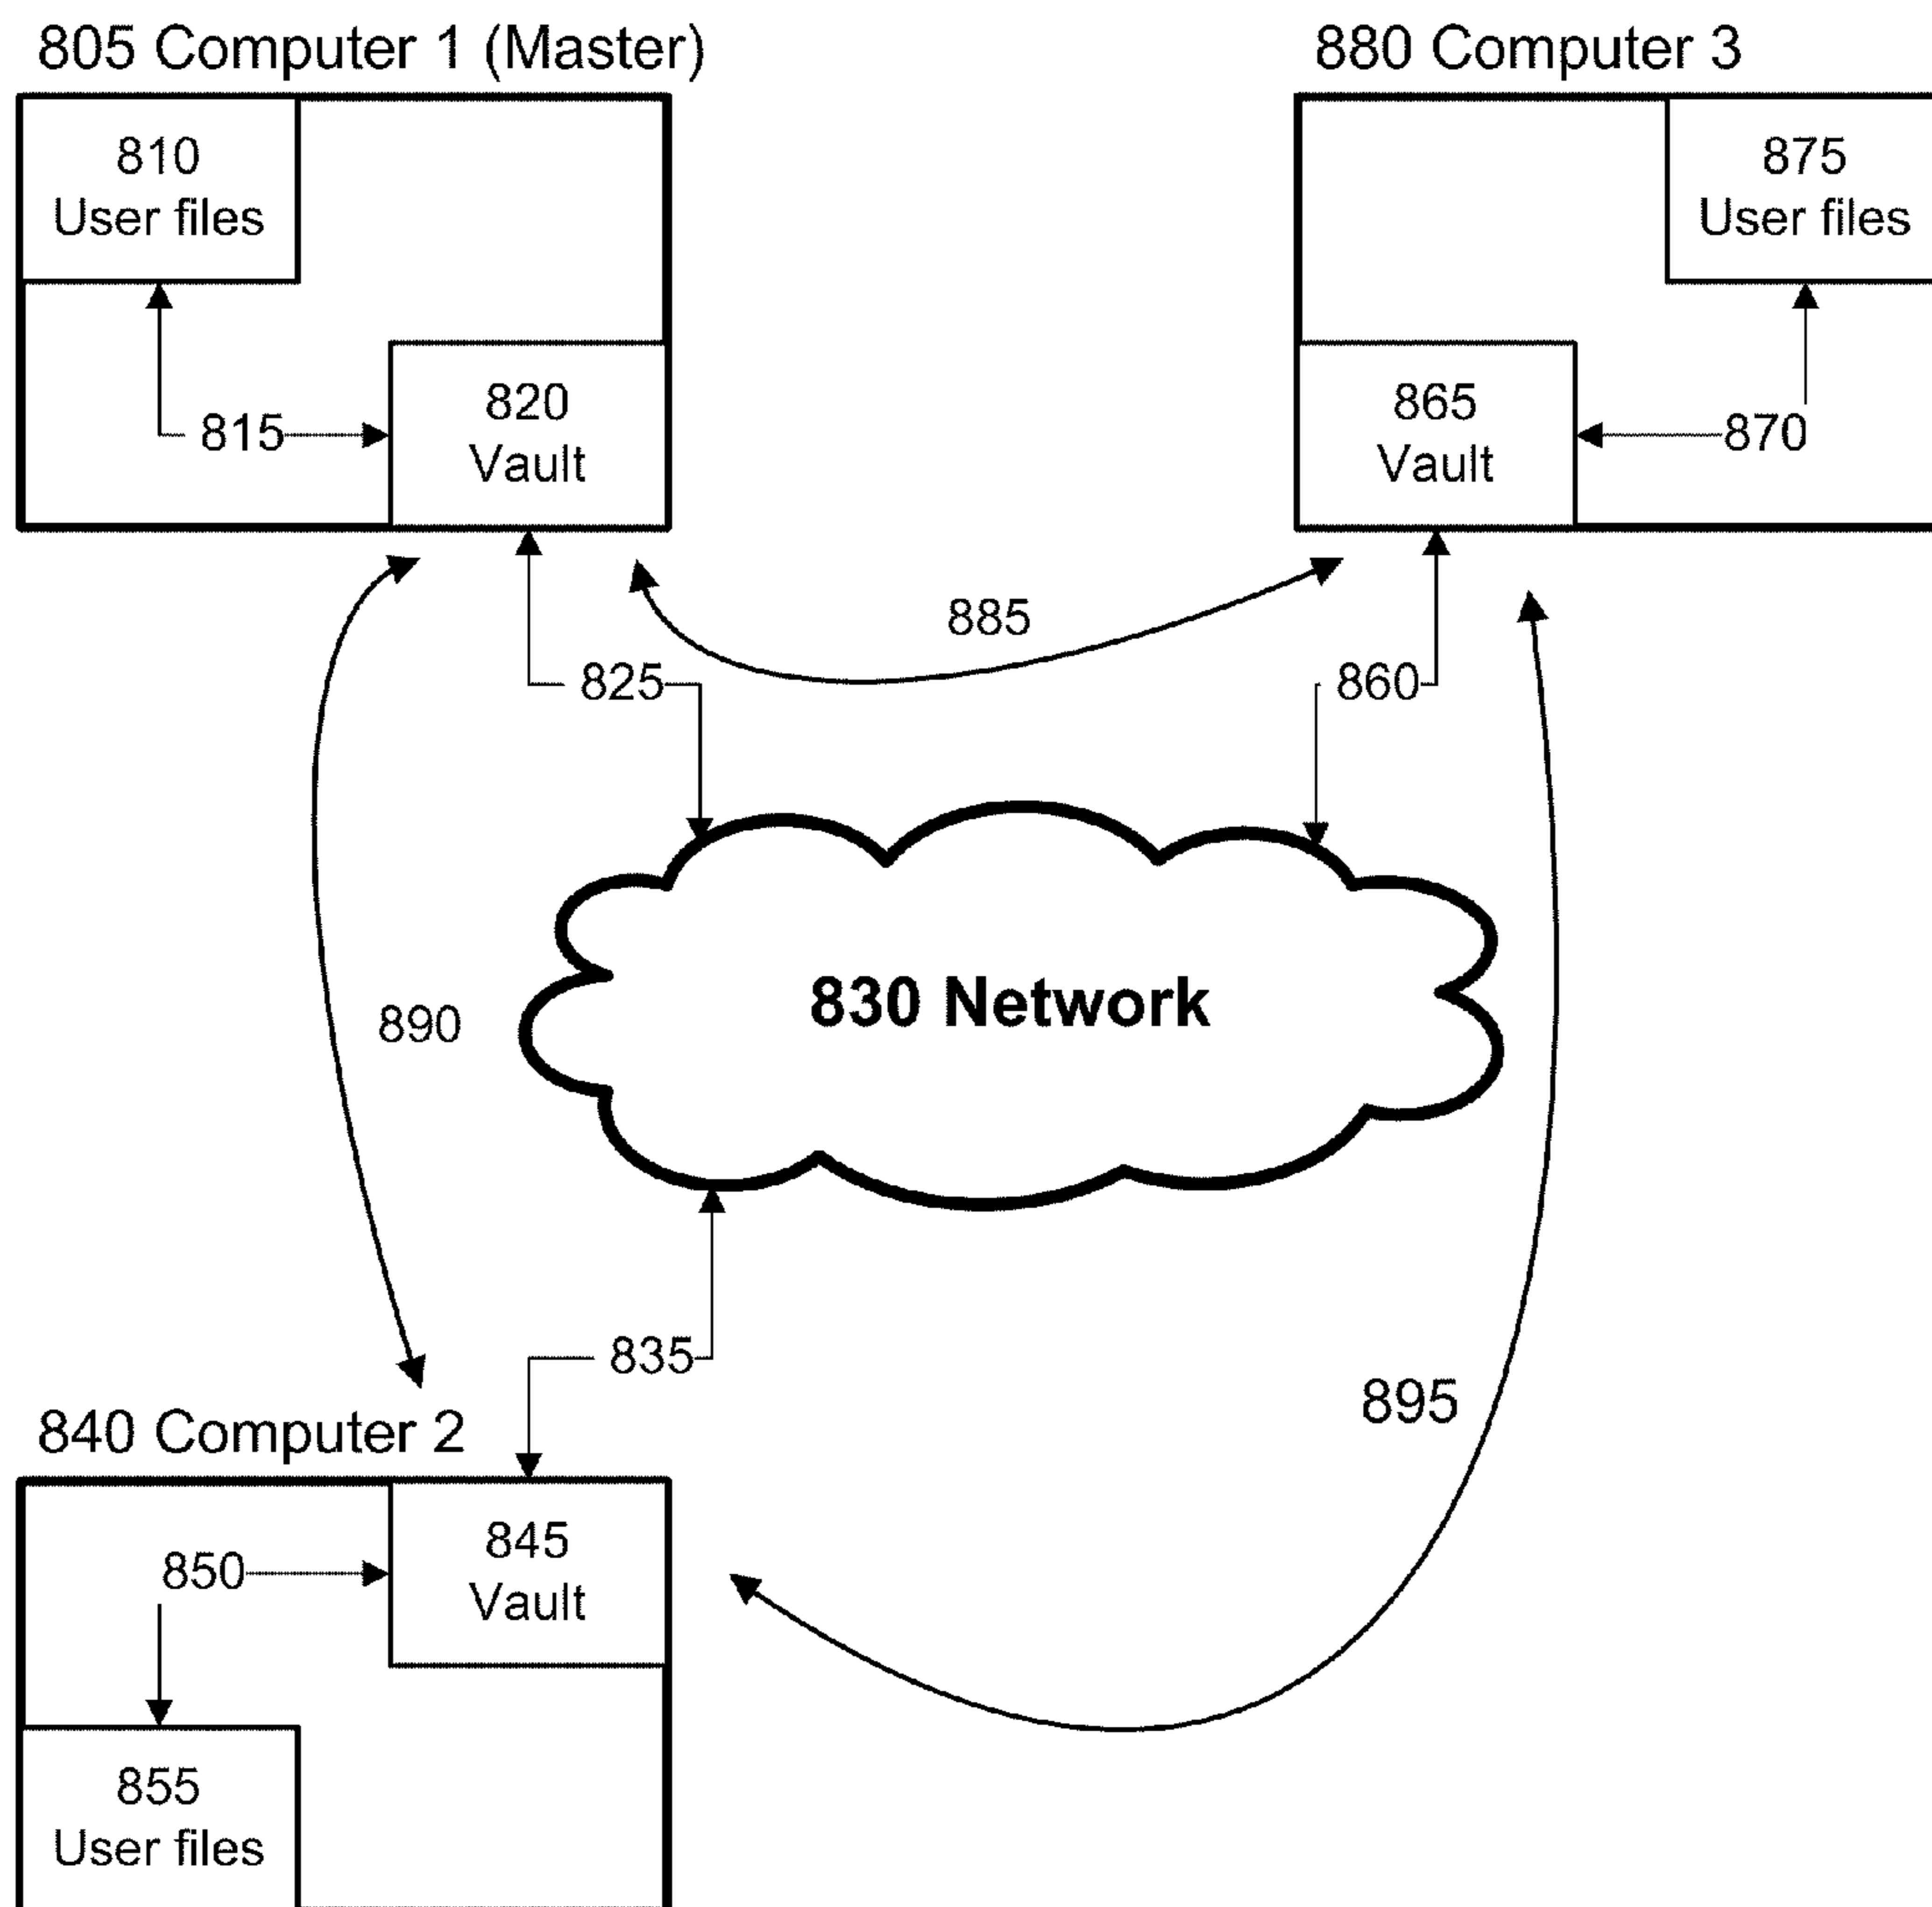 805 Computer 1 (Master)
880 Computer 3
810
User files
875
User files
820
Vault
865
Vault
815
870
885
825
860
830 Network
890
835
895
840 Computer 2
845
Vault
850
855
User files